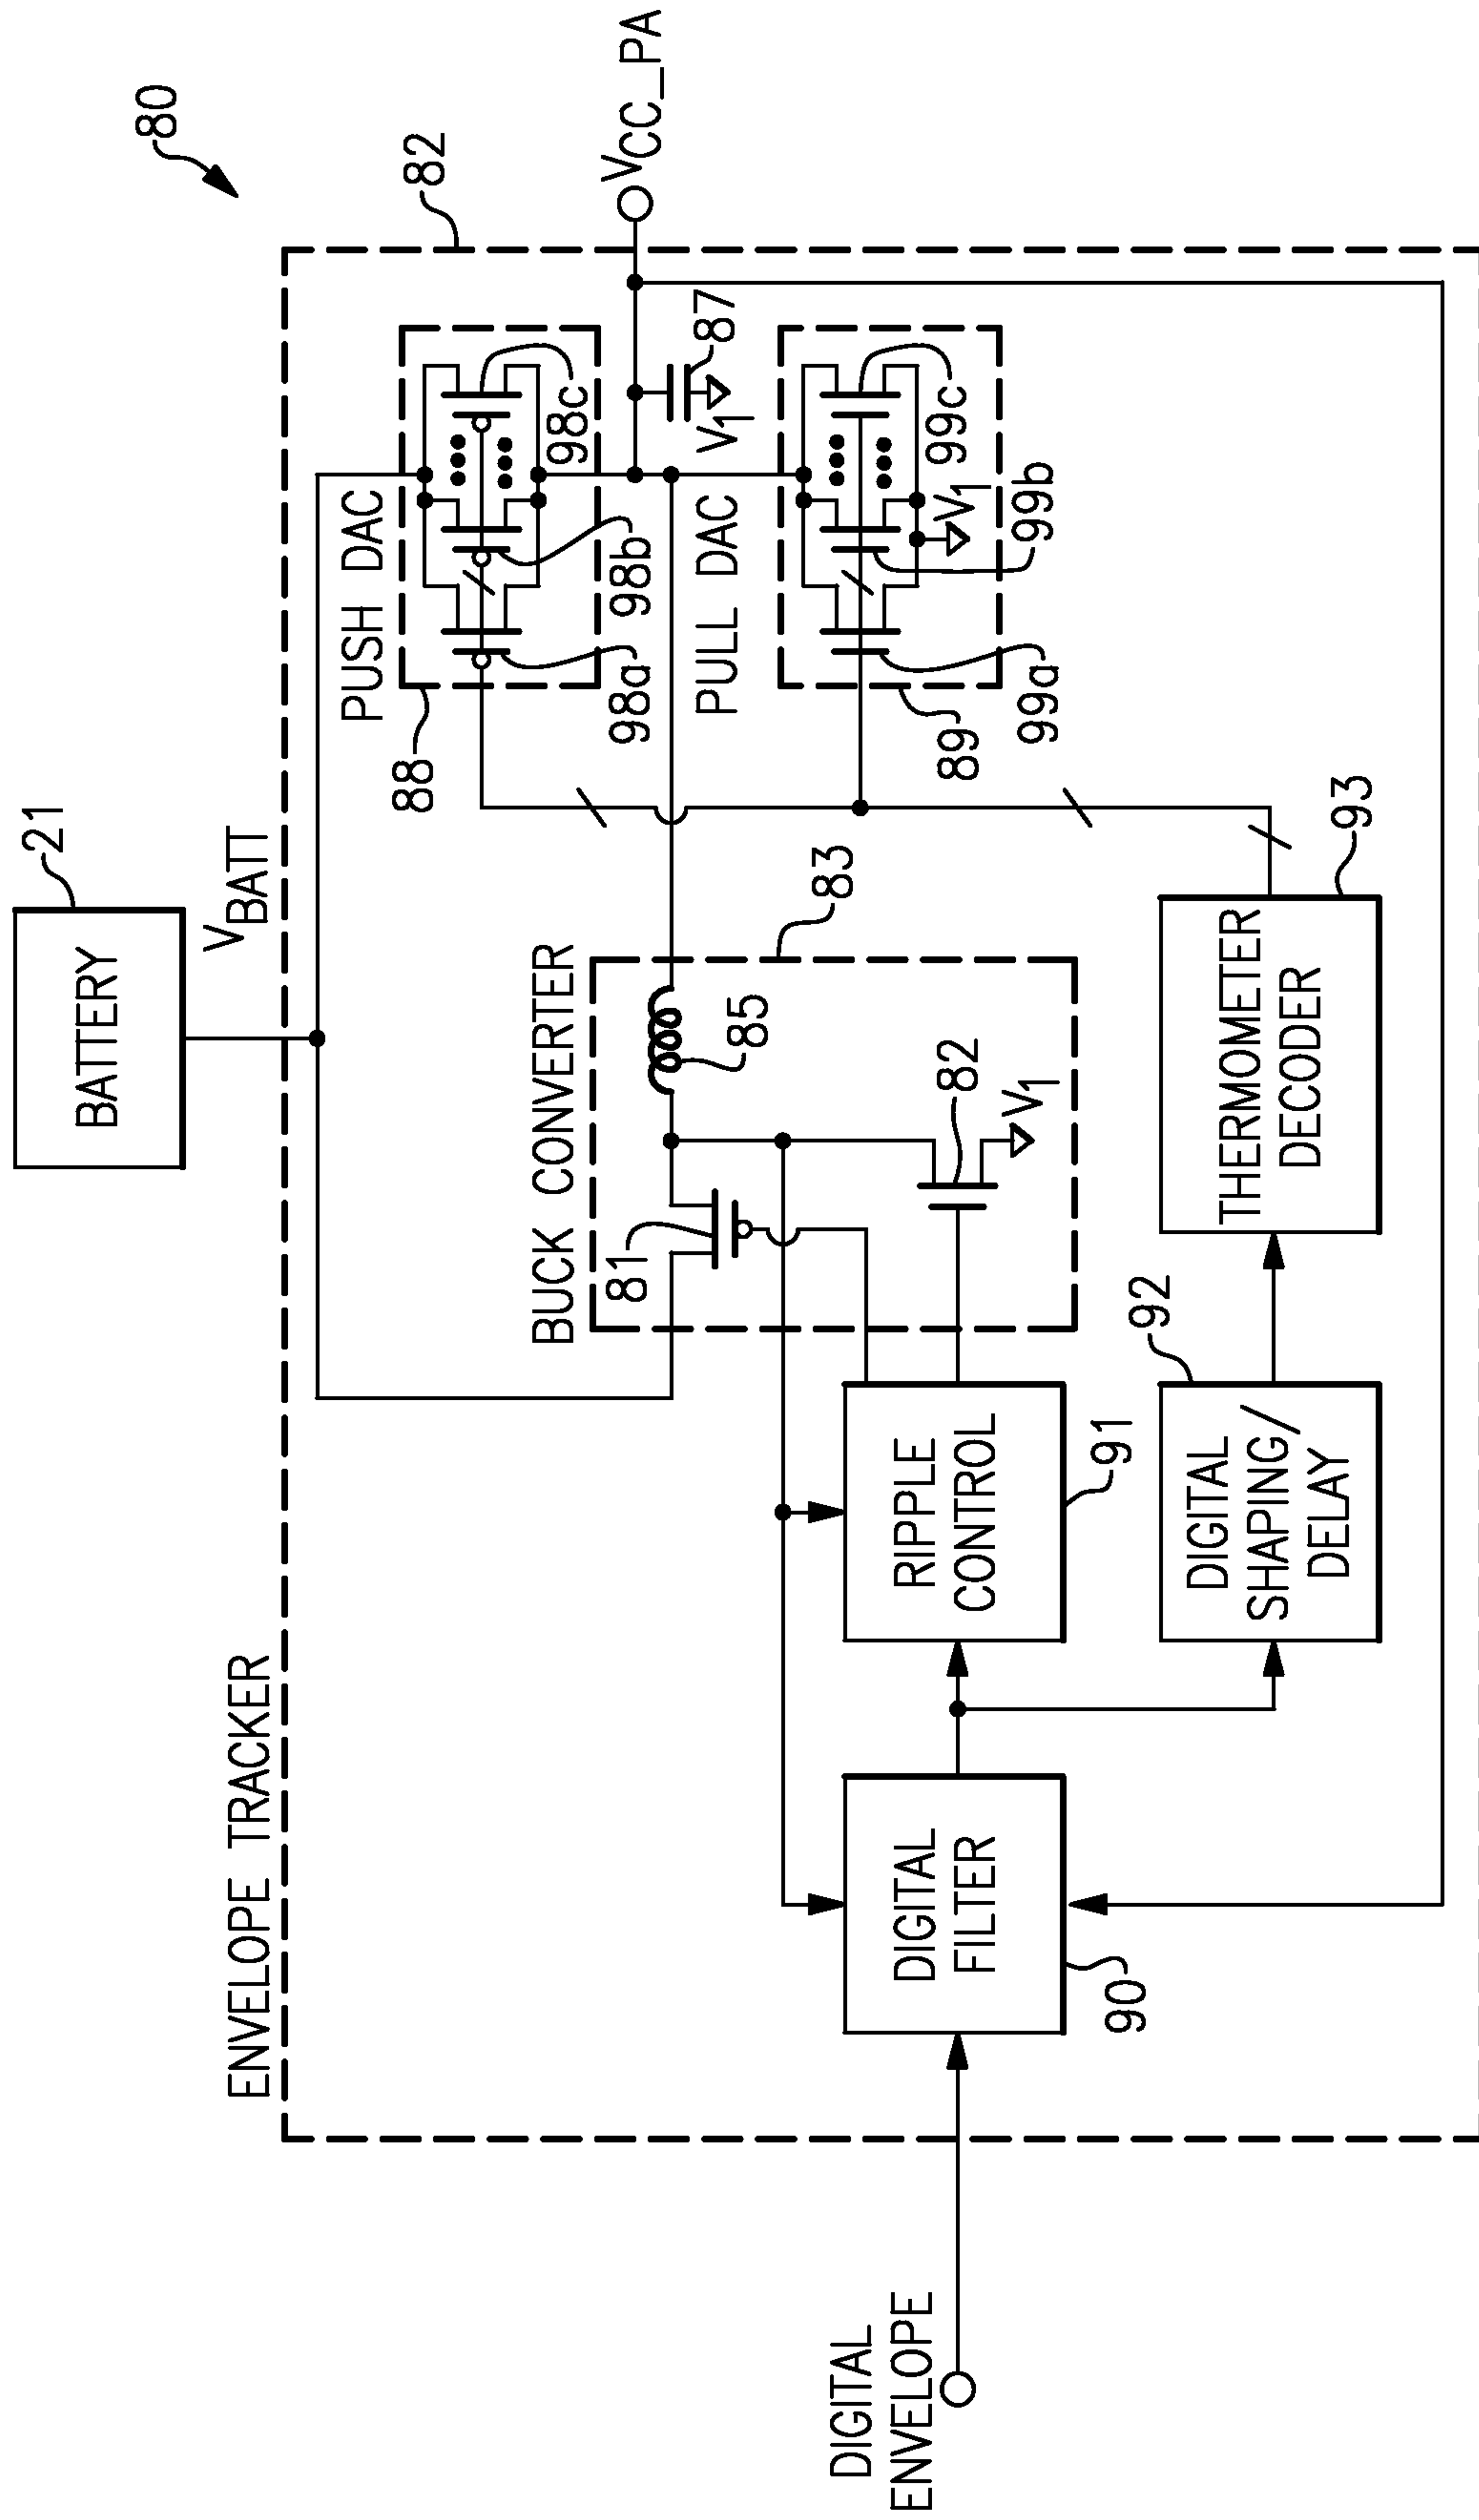 80
BATTERY
21
VBATT
ENVELOPE TRACKER
82
PUSH DAC
88
98a
98b
98c
VCC_PA
87
V1
BUCK CONVERTER
83
81
85
82
V1
PULL DAC
89
99a
99b
99c
V1
DIGITAL
ENVELOPE
DIGITAL
FILTER
90
RIPPLE
CONTROL
91
DIGITAL
SHAPING/
DELAY
92
THERMOMETER
DECODER
93